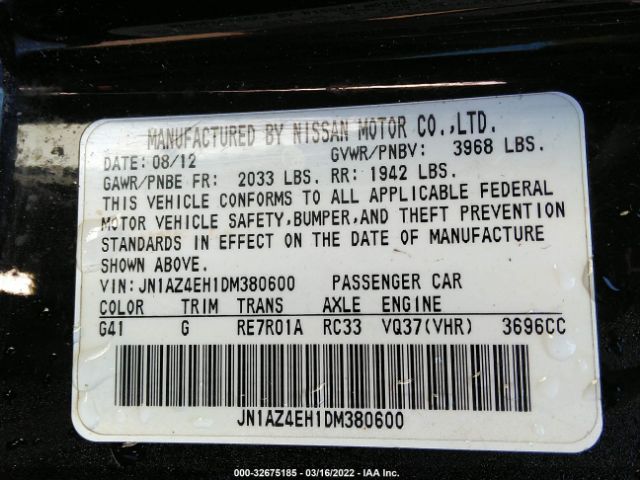 MANUFACTURED BY NISSAN MOTOR CO.,LTD.
DATE: 08/12 GVWR/PNBV: 3968 LBS.
GAWR/PNBE FR: 2033 LBS. RR: 1942 LBS.
THIS VEHICLE CONFORMS TO ALL APPLICABLE FEDERAL
MOTOR VEHICLE SAFETY,BUMPER,AND THEFT PREVENTION
STANDARDS IN EFFECT ON THE DATE OF MANUFACTURE
SHOWN ABOVE.
VIN: JN1AZ4EH1DM380600 PASSENGER CAR
COLOR TRIM TRANS AXLE ENGINE
G41 G RE7R01A RC33 VQ37(VHR) 3696CC
JN1AZ4EH1DM380600
000-32675185 - 03/16/2022 - IAA Inc.